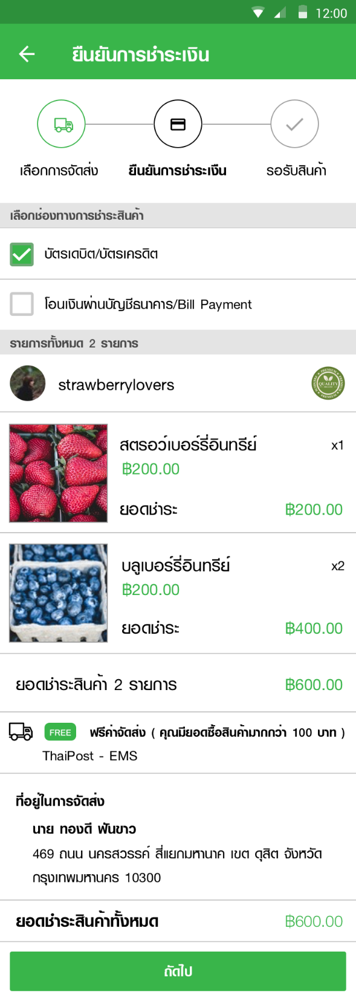 12:00
ยืนยันการชำระเงิน
เลือกการจัดส่ง
ยืนยันการชำระเงิน
รอรับสินค้า
เลือกช่องทางการชำระสินค้า
บัตรเดบิต/บัตรเครดิต
โอนเงินผ่านบัญชีธนาคาร/Bill Payment
รายการทั้งหมด 2 รายการ
strawberrylovers
PREMIUM
QUALITY
PREMIUM
สตรอว์เบอร์รี่อินทรีย์ x1
฿200.00
ยอดชำระ ฿200.00
บลูเบอร์รี่อินทรีย์ x2
฿200.00
ยอดชำระ ฿400.00
ยอดชำระสินค้า 2 รายการ ฿600.00
FREE ฟรีค่าจัดส่ง ( คุณมียอดซื้อสินค้ามากกว่า 100 บาท )
ThaiPost - EMS
ที่อยู่ในการจัดส่ง
นาย ทองดี ฟันขาว
469 ถนน นครสวรรค์ สี่แยกมหานาค เขต ดุสิต จังหวัด
กรุงเทพมหานคร 10300
ยอดชำระสินค้าทั้งหมด ฿600.00
ถัดไป